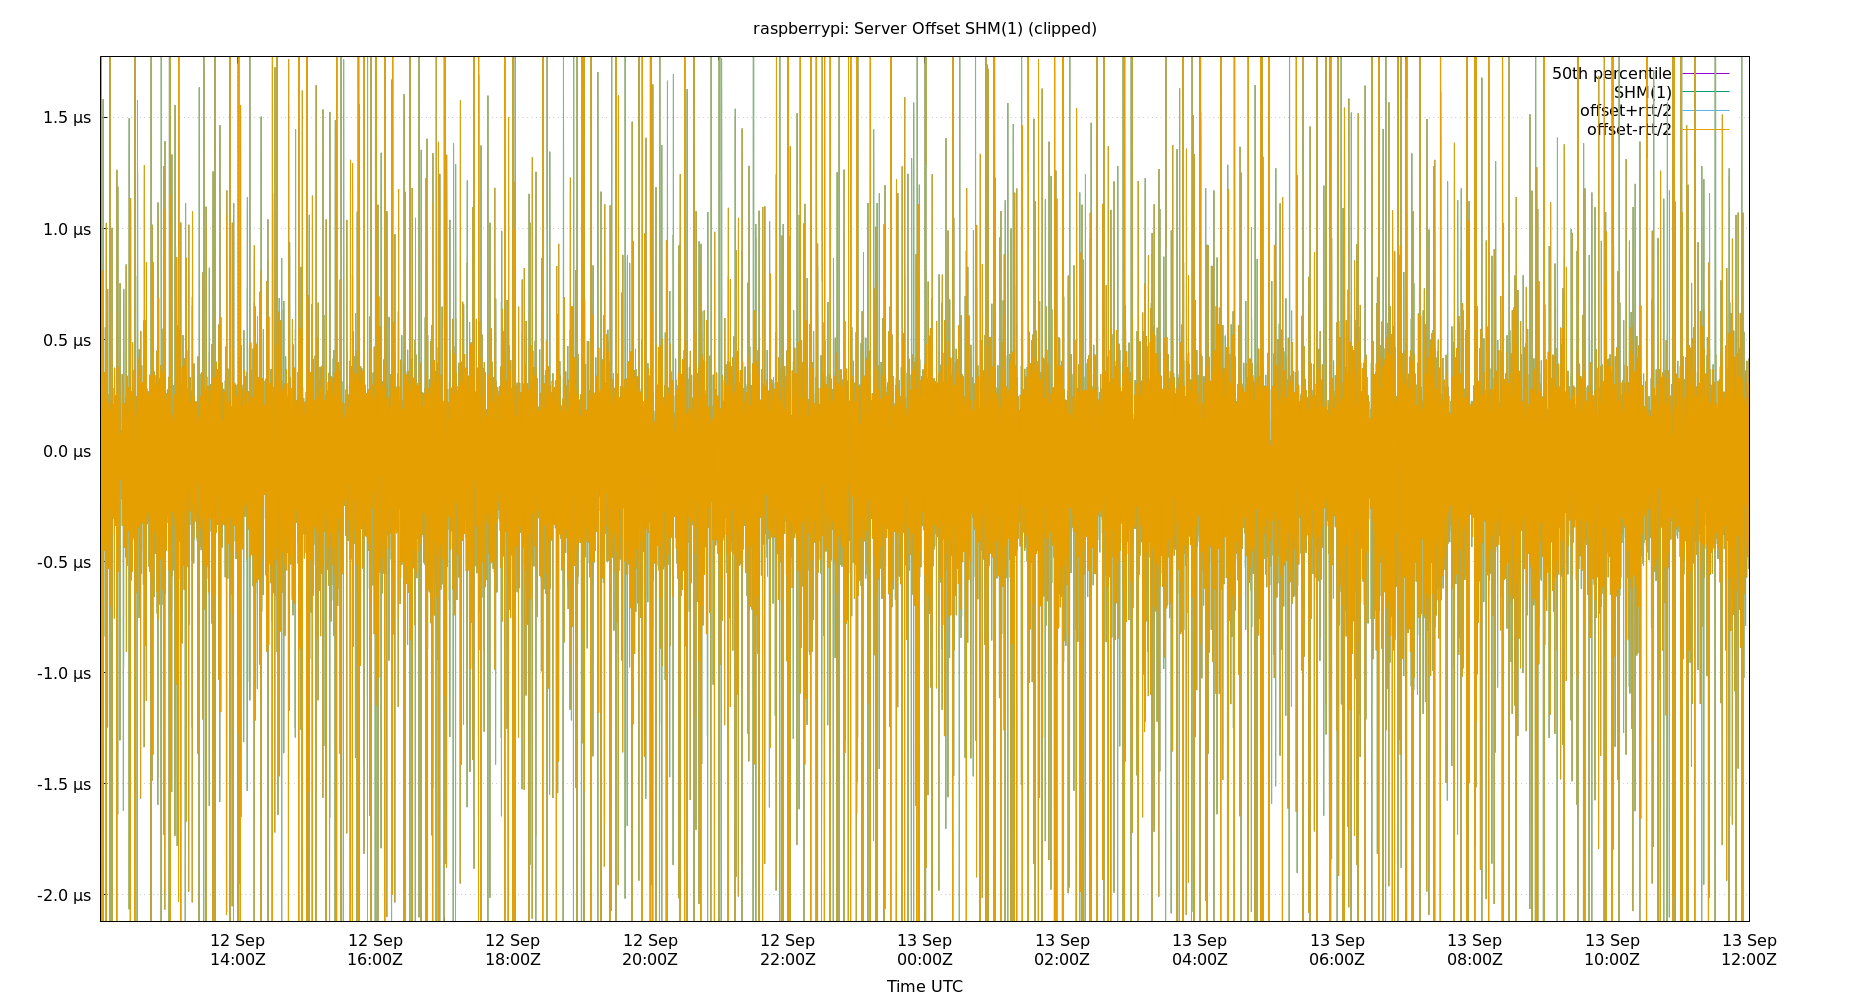 raspberrypi: Server Offset SHM(1) (clipped)
50th percentile
SHM(1)
offset+rtt/2
offset-rtt/2
1.5 µs
1.0 µs
0.5 µs
0.0 µs
-0.5 µs
-1.0 µs
-1.5 µs
-2.0 µs
12 Sep 12 Sep 12 Sep 12 Sep 12 Sep 13 Sep 13 Sep 13 Sep 13 Sep 13 Sep 13 Sep 13 Sep
14:00Z 16:00Z 18:00Z 20:00Z 22:00Z 00:00Z 02:00Z 04:00Z 06:00Z 08:00Z 10:00Z 12:00Z
Time UTC